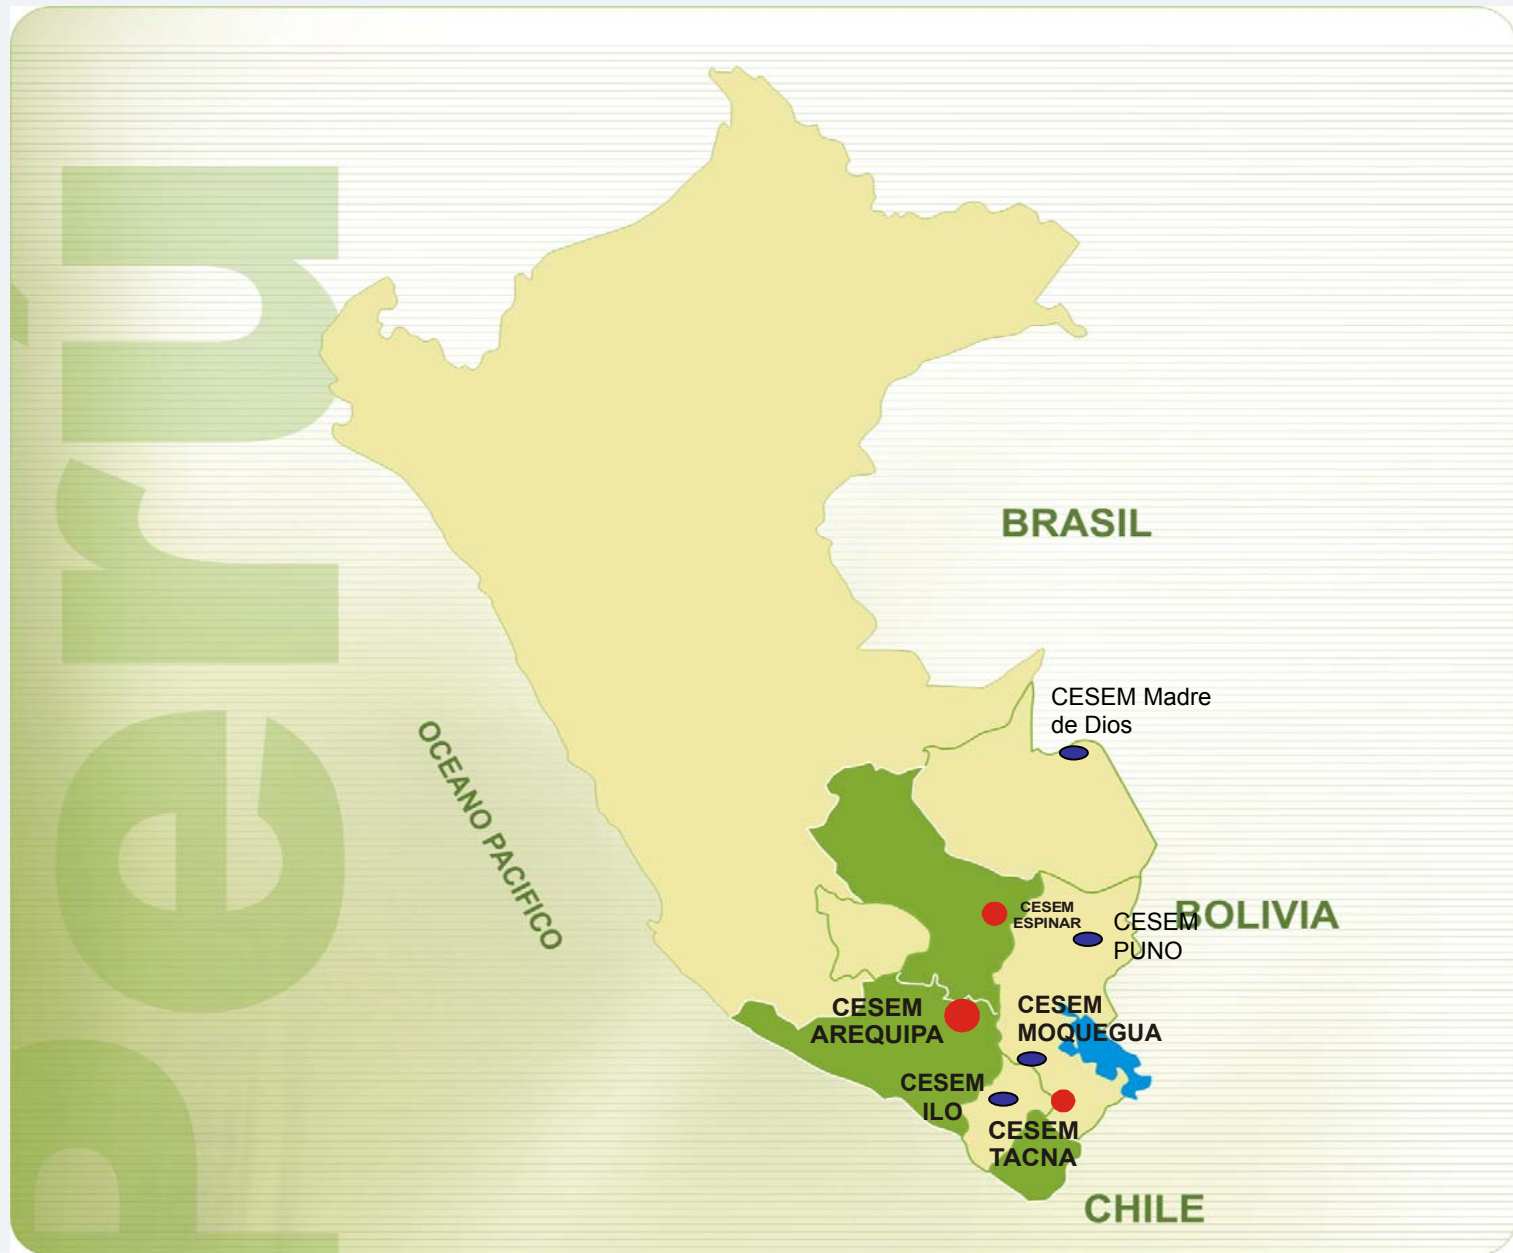 Perú
BRASIL
CESEM Madre
de Dios
OCEANO PACIFICO
CESEM
ESPINAR
BOLIVIA
CESEM
PUNO
CESEM
AREQUIPA
CESEM
MOQUEGUA
CESEM
ILO
CESEM
TACNA
CHILE